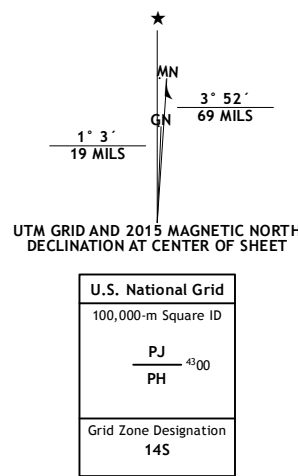 MN
3° 52´
69 MILS
GN
1° 3´
19 MILS
UTM GRID AND 2015 MAGNETIC NORTH
DECLINATION AT CENTER OF SHEET
U.S. National Grid
100,000-m Square ID
PJ
4300
PH
Grid Zone Designation
14S